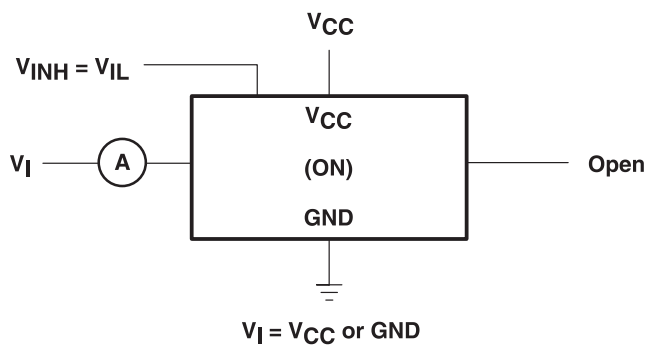 VCC
VINH = VIL
VCC
VI
A
(ON)
Open
GND
VI = VCC or GND